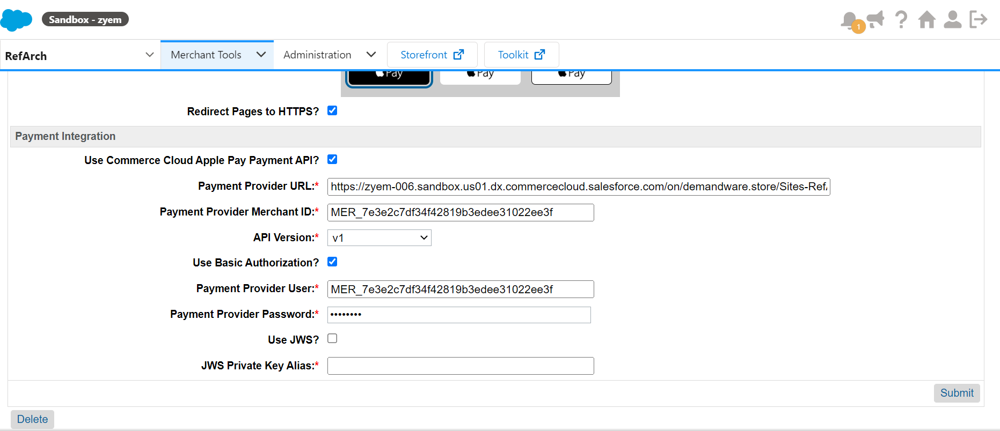 Sandbox - zyem
1
RefArch
Merchant Tools
Administration
Storefront
Toolkit
Pay Pay Pay
Redirect Pages to HTTPS?
Payment Integration
Use Commerce Cloud Apple Pay Payment API?
Payment Provider URL:* https://zyem-006.sandbox.us01.dx.commercecloud.salesforce.com/on/demandware.store/Sites-Ref
Payment Provider Merchant ID:* MER_7e3e2c7df34f42819b3edee31022ee3f
API Version:* v1
Use Basic Authorization?
Payment Provider User:* MER_7e3e2c7df34f42819b3edee31022ee3f
Payment Provider Password:* ••••••••
Use JWS?
JWS Private Key Alias:*
Submit
Delete